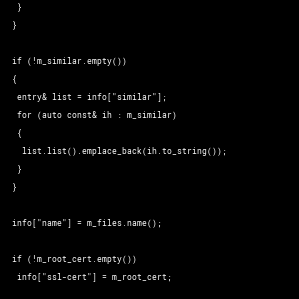 }
}
if (!m_similar.empty())
{
entry& list = info["similar"];
for (auto const& ih : m_similar)
{
list.list().emplace_back(ih.to_string());
}
}
info["name"] = m_files.name();
if (!m_root_cert.empty())
info["ssl-cert"] = m_root_cert;